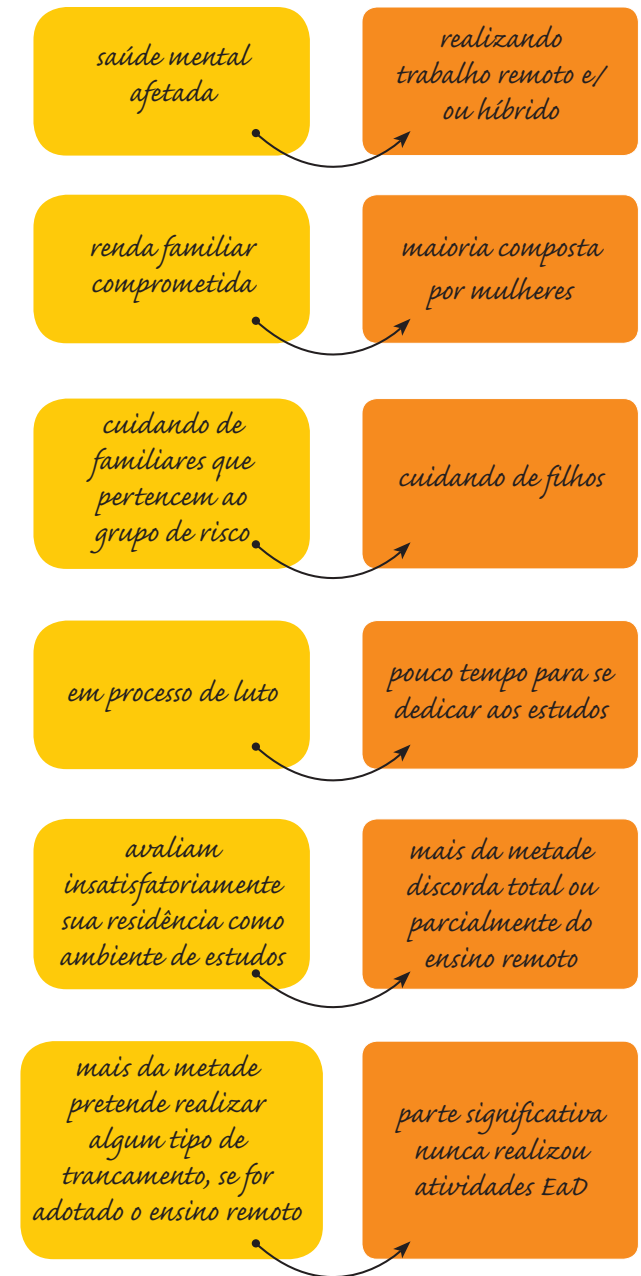 saúde mental
afetada
realizando
trabalho remoto e/
ou híbrido
renda familiar
comprometida
maioria composta
por mulheres
cuidando de
familiares que
pertencem ao
grupo de risco
cuidando de filhos
em processo de luto
pouco tempo para se
dedicar aos estudos
avaliam
insatisfatoriamente
sua residência como
ambiente de estudos
mais da metade
discorda total ou
parcialmente do
ensino remoto
mais da metade
pretende realizar
algum tipo de
trancamento, se for
adotado o ensino remoto
parte significativa
nunca realizou
atividades EaD